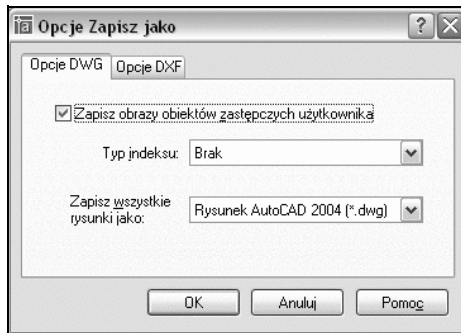 Opcje Zapisz jako
Opcje DWG Opcje DXF
Zapisz obrazy obiektów zastępczych użytkownika
Typ indeksu: Brak
Zapisz wszystkie
rysunki jako: Rysunek AutoCAD 2004 (*.dwg)
OK Anuluj Pomoc